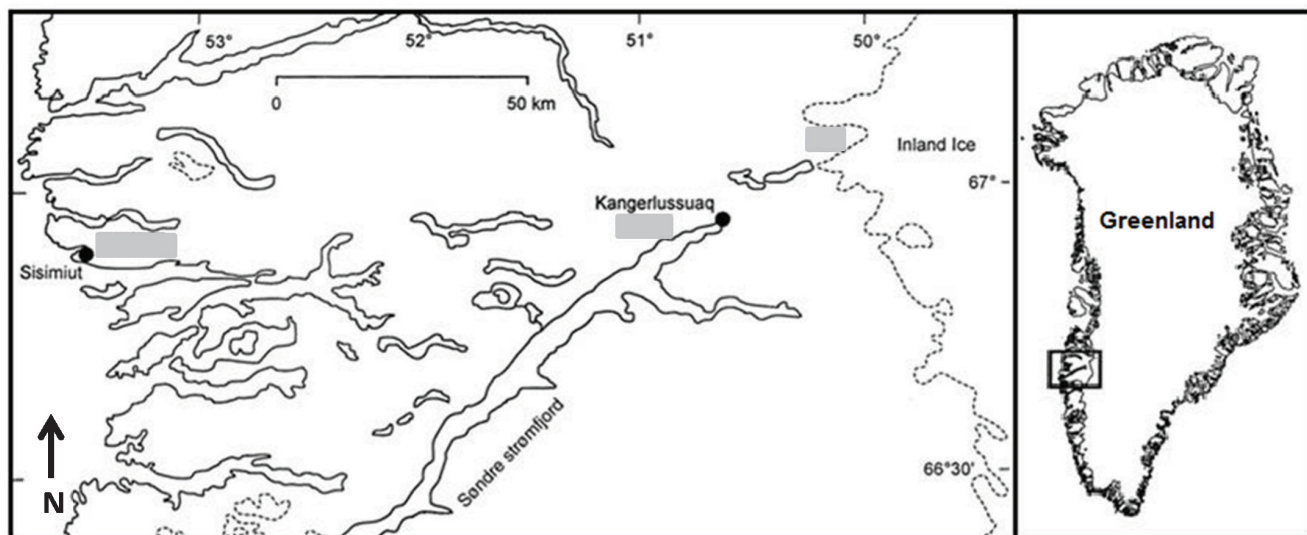 53°
52°
51°
50°
0
50 km
Inland Ice
67°
Kangerlussuaq
Sisimiut
Søndre strømfjord
66°30'
N
Greenland